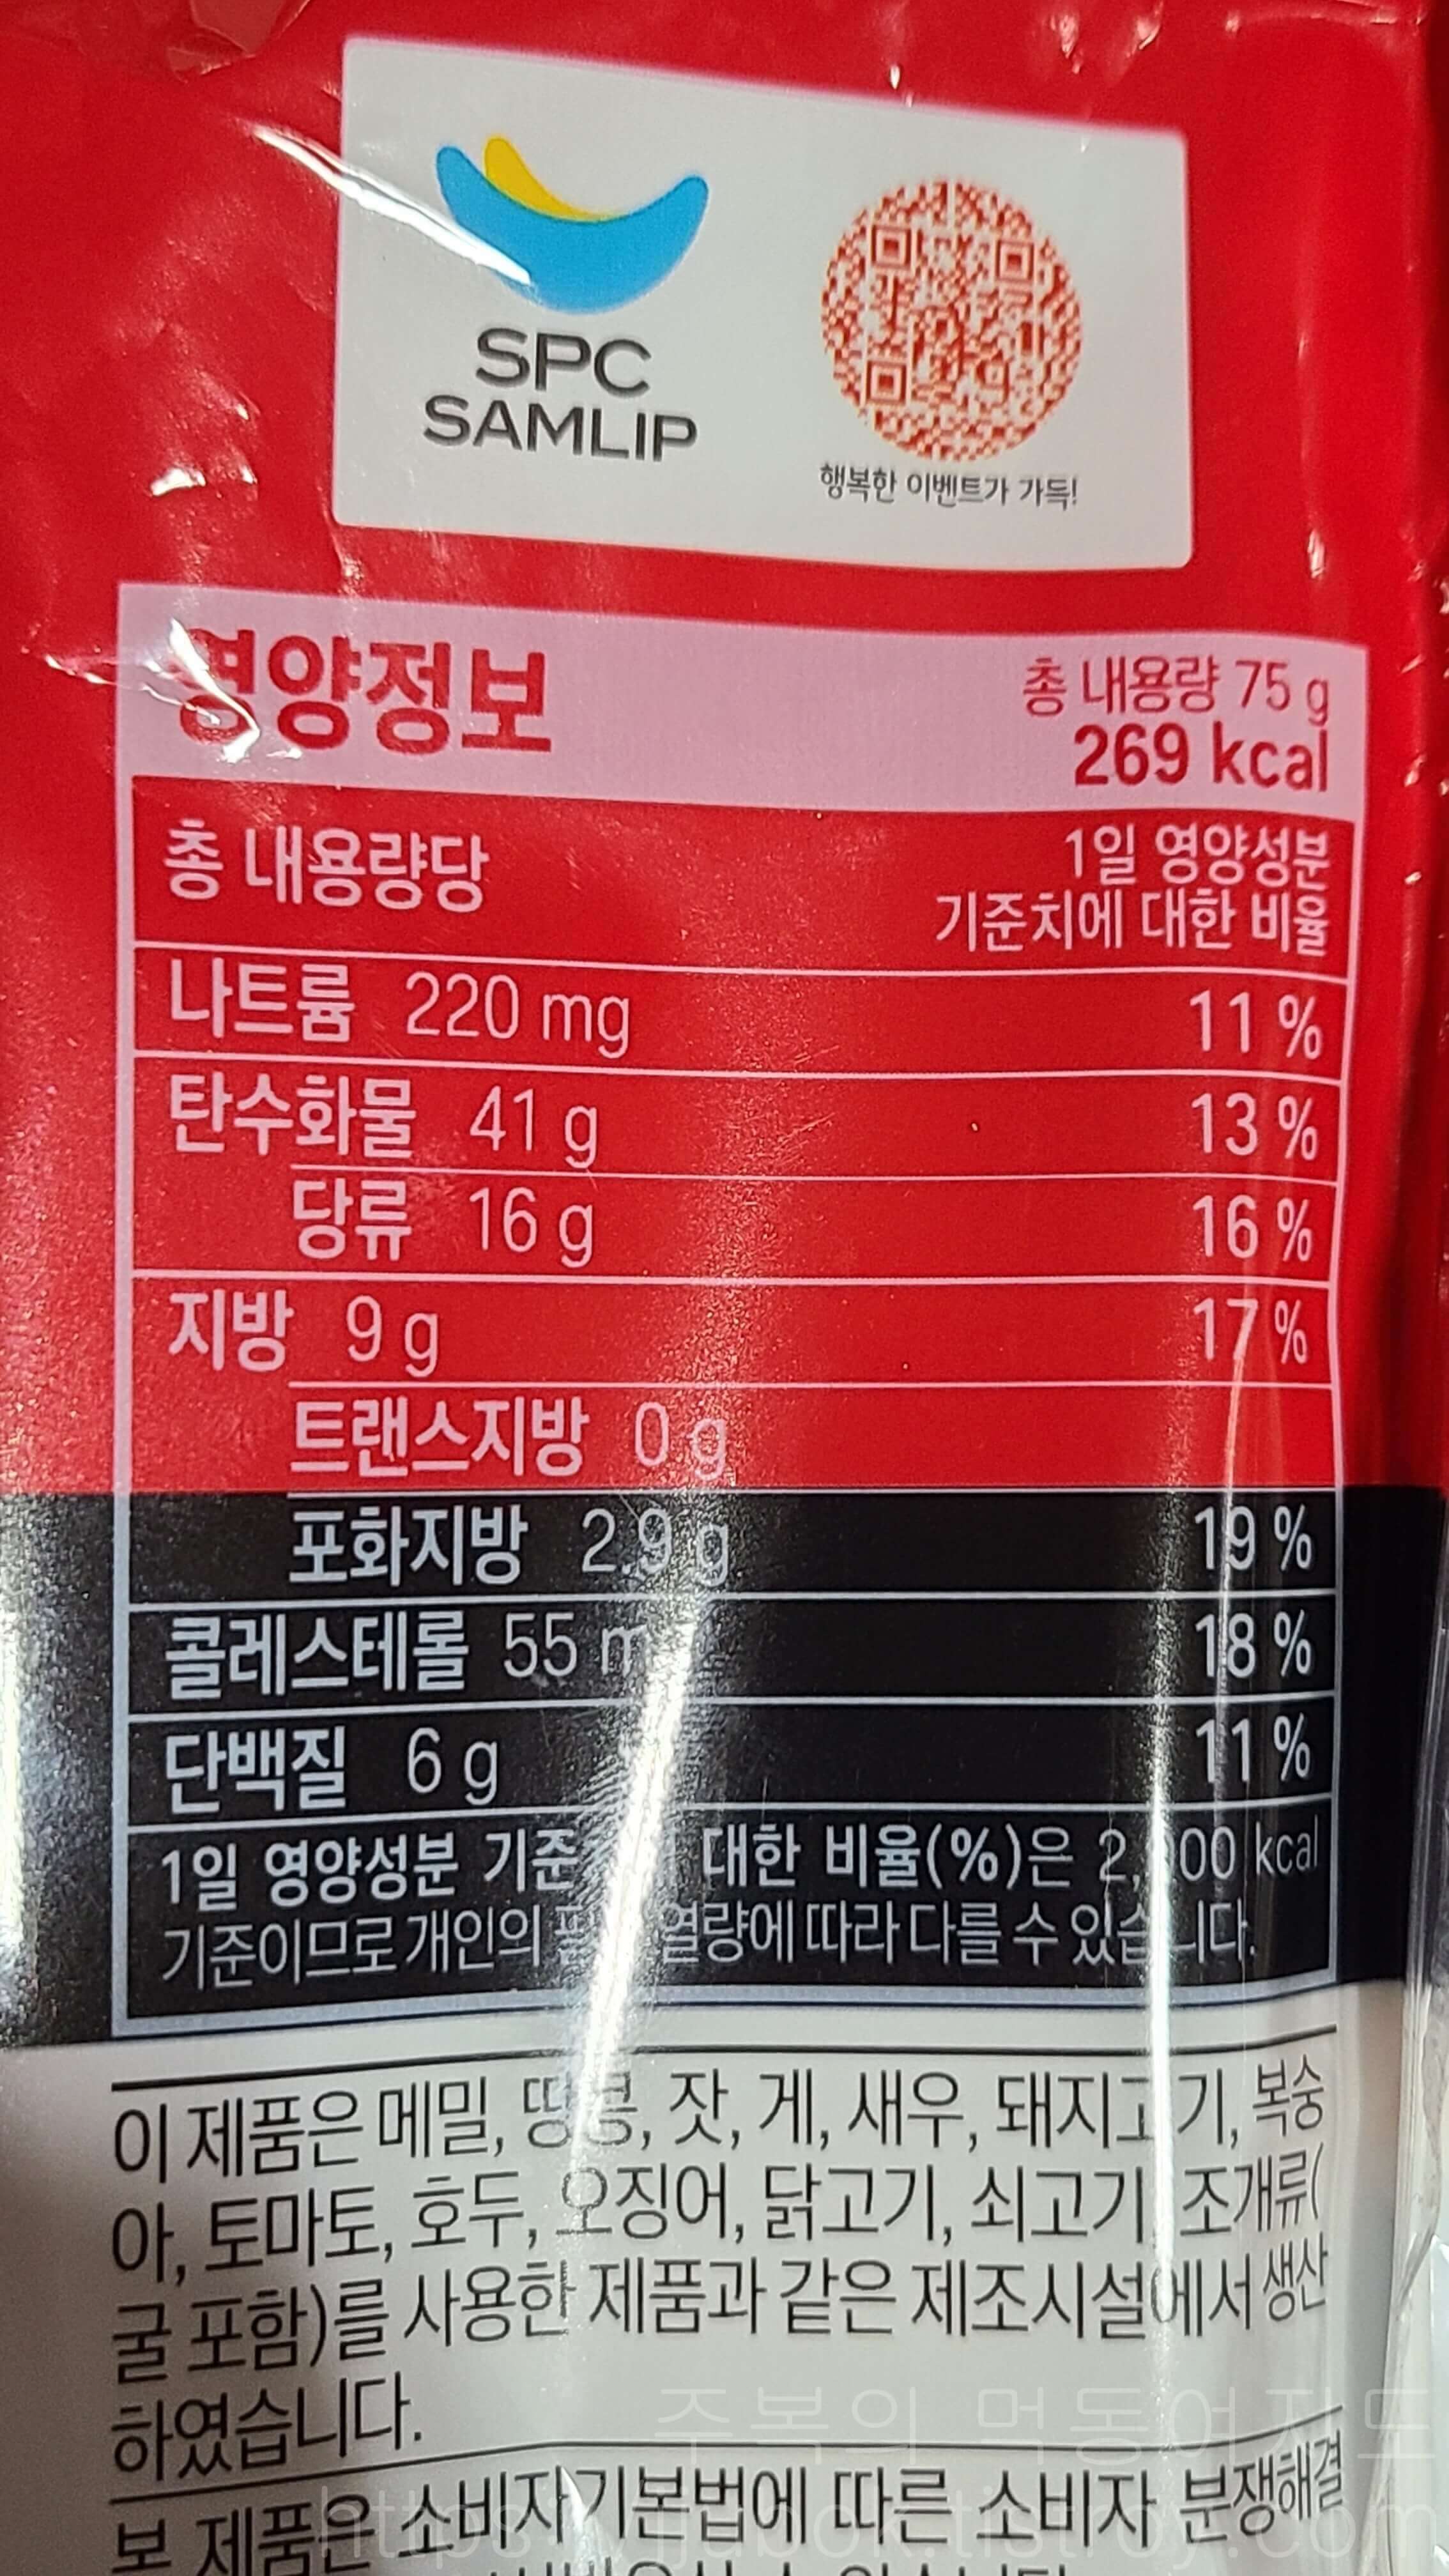 SPC
SAMLIP
행복한 이벤트가 가득!
영양정보
총 내용량 75 g
269 kcal
총 내용량당
1일 영양성분
기준치에 대한 비율
나트륨 220 mg 11 %
탄수화물 41 g 13 %
당류 16 g 16 %
지방 9 g 17 %
트랜스지방 0 g
포화지방 2.9 g 19 %
콜레스테롤 55 m 18 %
단백질 6 g 11 %
1일 영양성분 대한 비율(%)은 kcal
기준이므로 개인의 열량에 따라 다를 수 있습니다.
이 제품은 메밀, 땅콩, 잣, 게, 새우, 돼지고기, 복숭
아, 토마토, 호두, 오징어, 닭고기, 쇠고기, 조개류(
굴 포함)를 사용한 제품과 같은 제조시설에서 생산
하였습니다.
주복의 먹동여지도
본 제품은 소비자기본법에 따른 소비자 분쟁해결